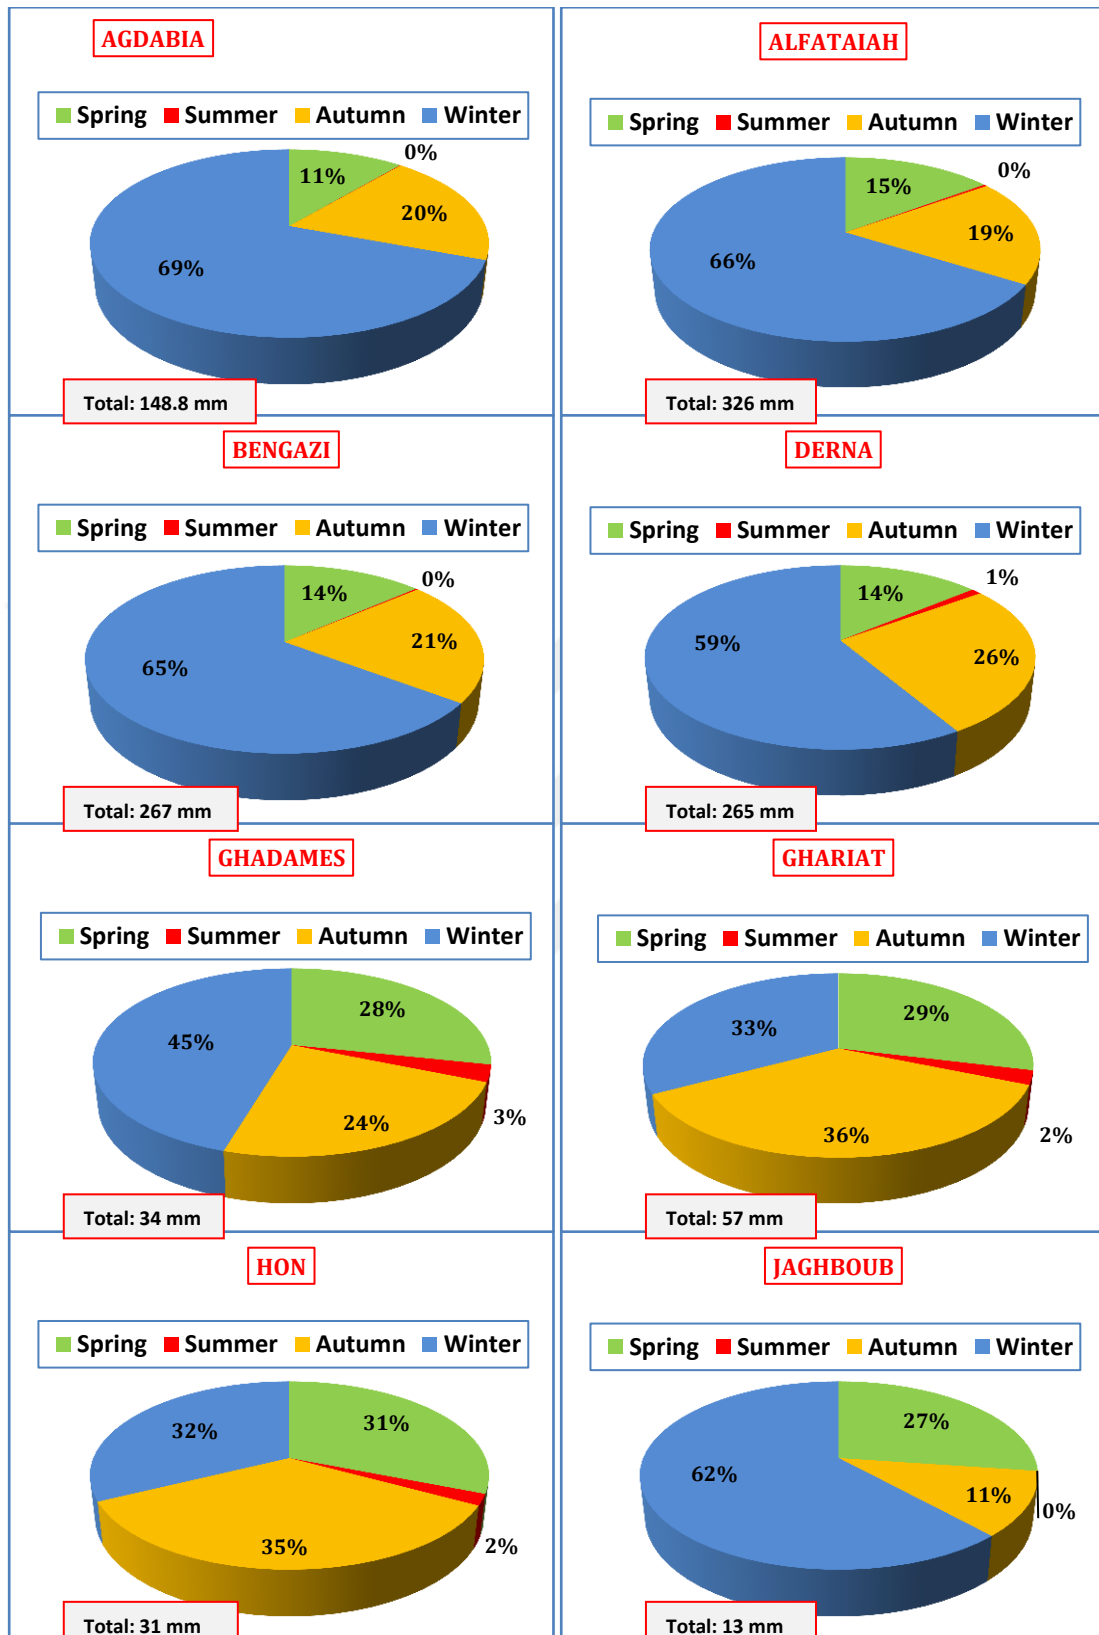 AGDABIA
Spring Summer Autumn Winter
0%
11%
20%
69%
Total: 148.8 mm
ALFATAIAH
Spring Summer Autumn Winter
0%
15%
19%
66%
Total: 326 mm
BENGAZI
Spring Summer Autumn Winter
0%
14%
21%
65%
Total: 267 mm
DERNA
Spring Summer Autumn Winter
1%
14%
59%
26%
Total: 265 mm
GHADAMES
Spring Summer Autumn Winter
28%
45%
3%
24%
Total: 34 mm
GHARIAT
Spring Summer Autumn Winter
29%
33%
36%
2%
Total: 57 mm
HON
Spring Summer Autumn Winter
31%
32%
35%
2%
Total: 31 mm
JAGHBOUB
Spring Summer Autumn Winter
27%
62%
11%
0%
Total: 13 mm